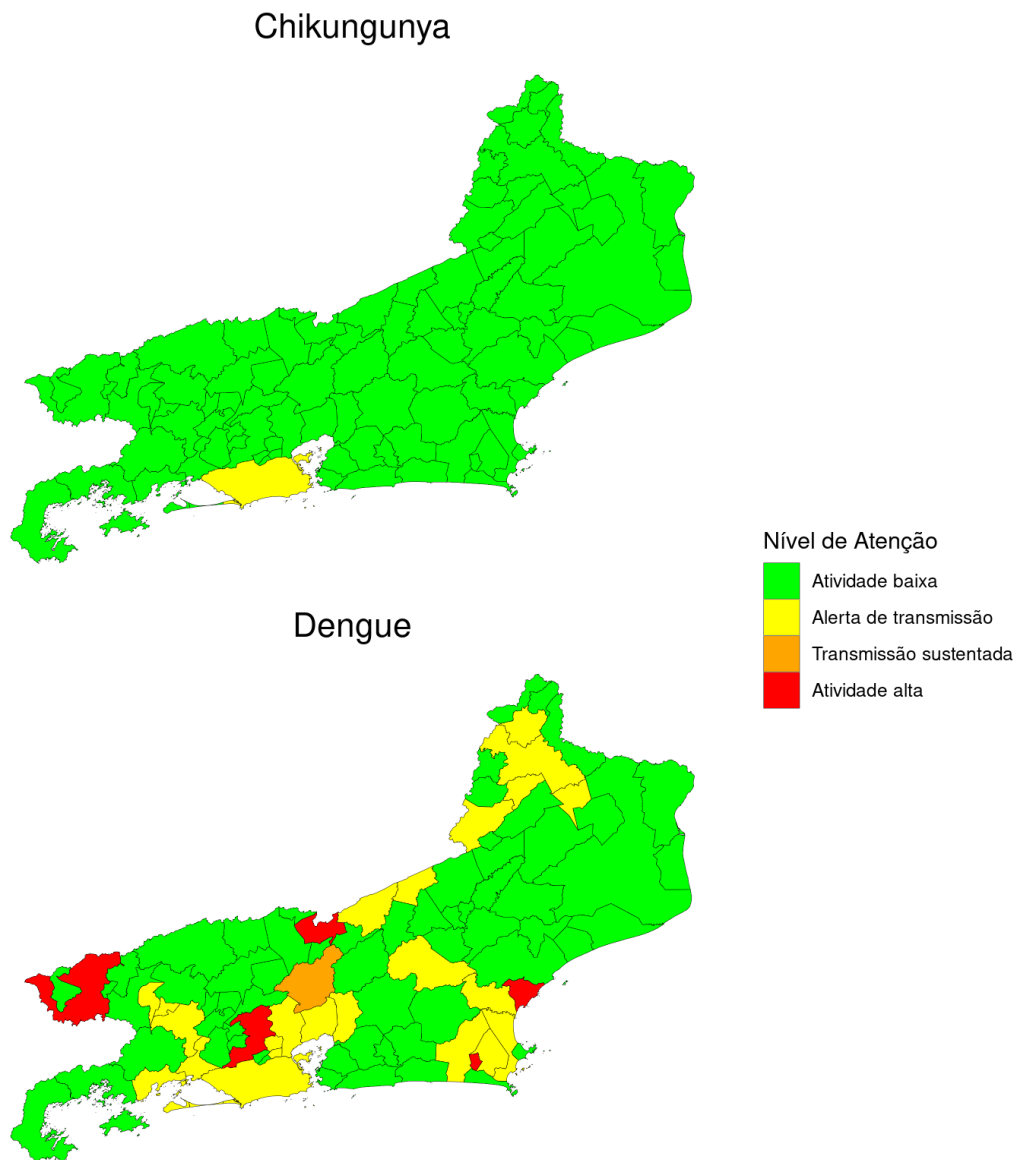 Chikungunya
Nível de Atenção
Atividade baixa
Alerta de transmissão
Transmissão sustentada
Atividade alta
Dengue